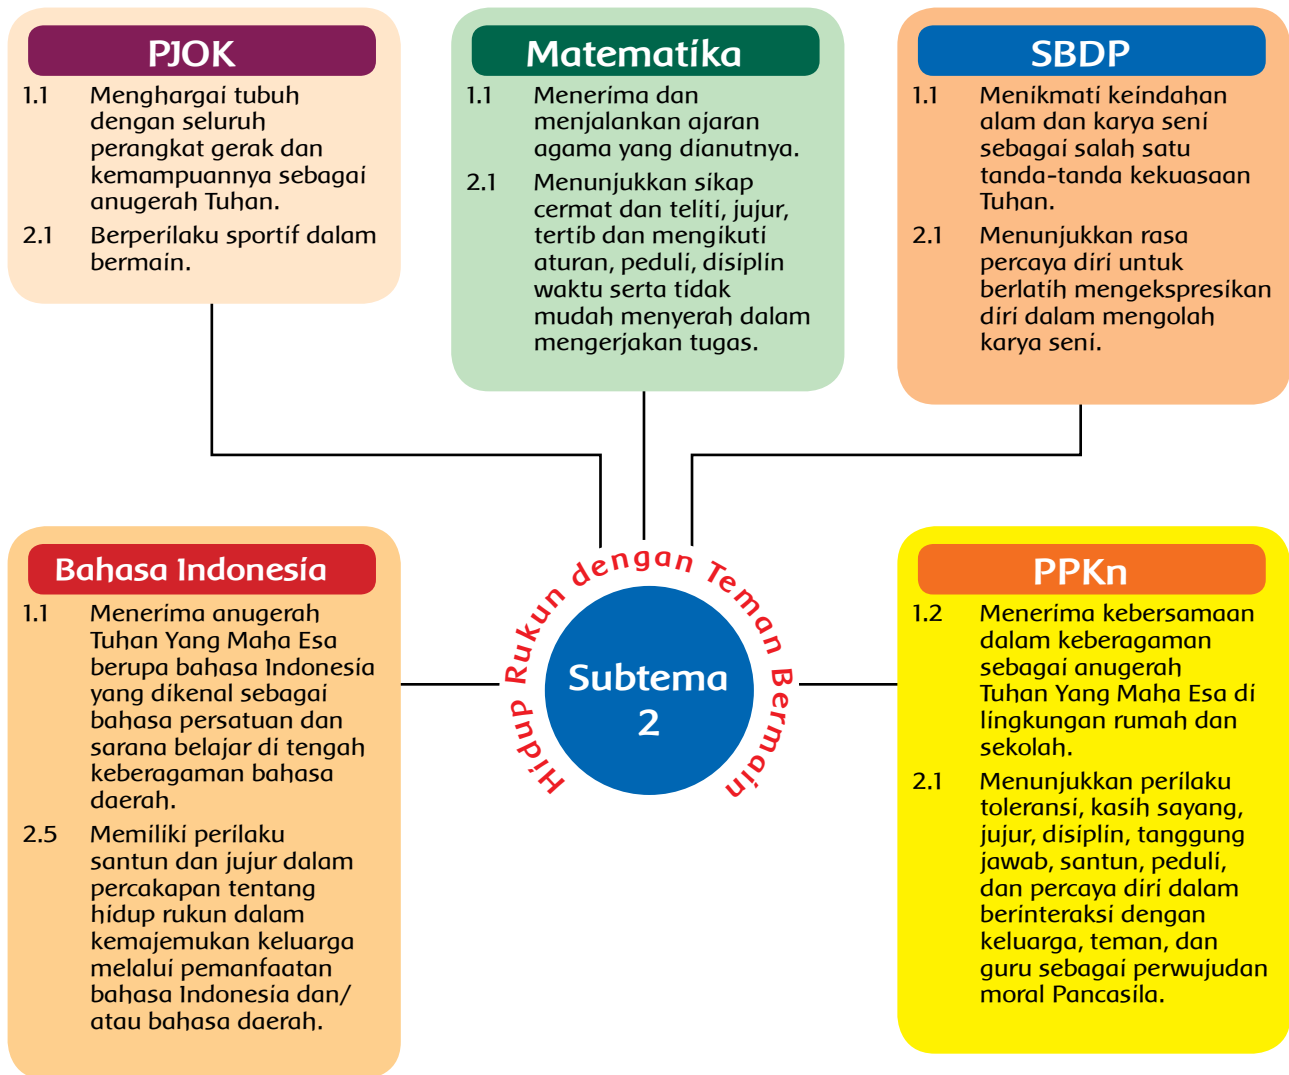 PJOK
1.1 Menghargai tubuh
dengan seluruh
perangkat gerak dan
kemampuannya sebagai
anugerah Tuhan.
2.1 Berperilaku sportif dalam
bermain.
Matematika
1.1 Menerima dan
menjalankan ajaran
agama yang dianutnya.
2.1 Menunjukkan sikap
cermat dan teliti, jujur,
tertib dan mengikuti
aturan, peduli, disiplin
waktu serta tidak
mudah menyerah dalam
mengerjakan tugas.
SBDP
1.1 Menikmati keindahan
alam dan karya seni
sebagai salah satu
tanda-tanda kekuasaan
Tuhan.
2.1 Menunjukkan rasa
percaya diri untuk
berlatih mengekspresikan
diri dalam mengolah
karya seni.
Bahasa Indonesia
1.1 Menerima anugerah
Tuhan Yang Maha Esa
berupa bahasa Indonesia
yang dikenal sebagai
bahasa persatuan dan
sarana belajar di tengah
keberagaman bahasa
daerah.
2.5 Memiliki perilaku
santun dan jujur dalam
percakapan tentang
hidup rukun dalam
kemajemukan keluarga
melalui pemanfaatan
bahasa Indonesia dan/
atau bahasa daerah.
Hidup Rukun dengan Teman Bermain
Subtema
2
PPKn
1.2 Menerima kebersamaan
dalam keberagaman
sebagai anugerah
Tuhan Yang Maha Esa di
lingkungan rumah dan
sekolah.
2.1 Menunjukkan perilaku
toleransi, kasih sayang,
jujur, disiplin, tanggung
jawab, santun, peduli,
dan percaya diri dalam
berinteraksi dengan
keluarga, teman, dan
guru sebagai perwujudan
moral Pancasila.